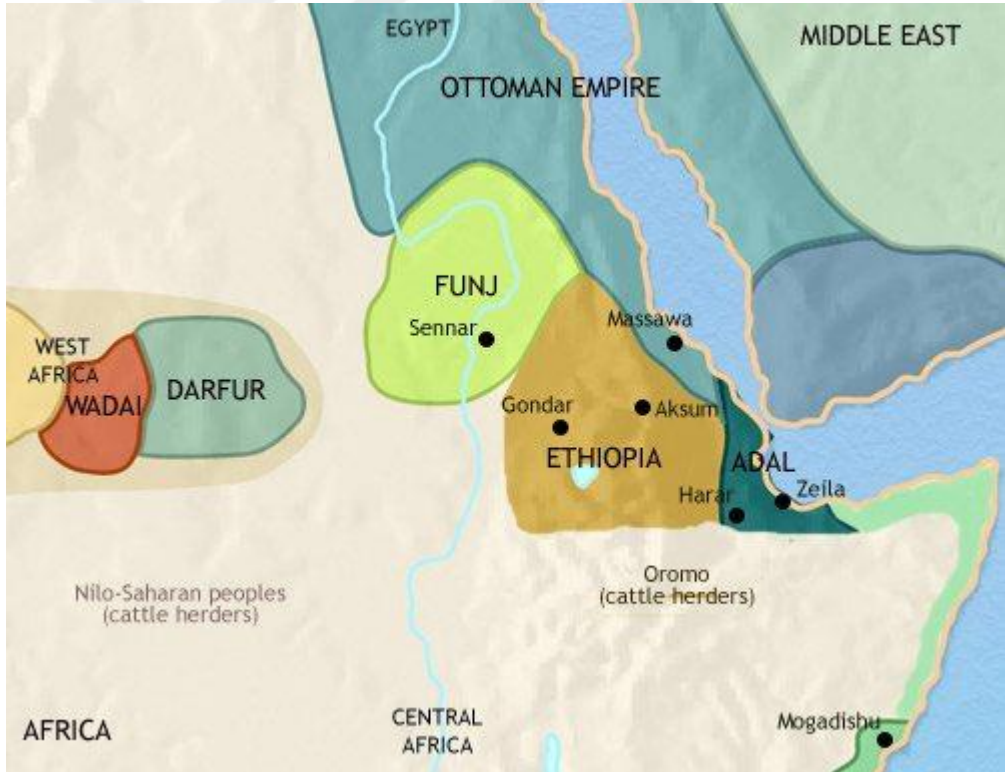 EGYPT
MIDDLE EAST
OTTOMAN EMPIRE
FUNJ
Sennar
Massawa
WEST
AFRICA
WADAI
DARFUR
Gondar
Aksum
ETHIOPIA
ADAL
Harar
Zeila
Nilo-Saharan peoples
(cattle herders)
Oromo
(cattle herders)
AFRICA
CENTRAL
AFRICA
Mogadishu